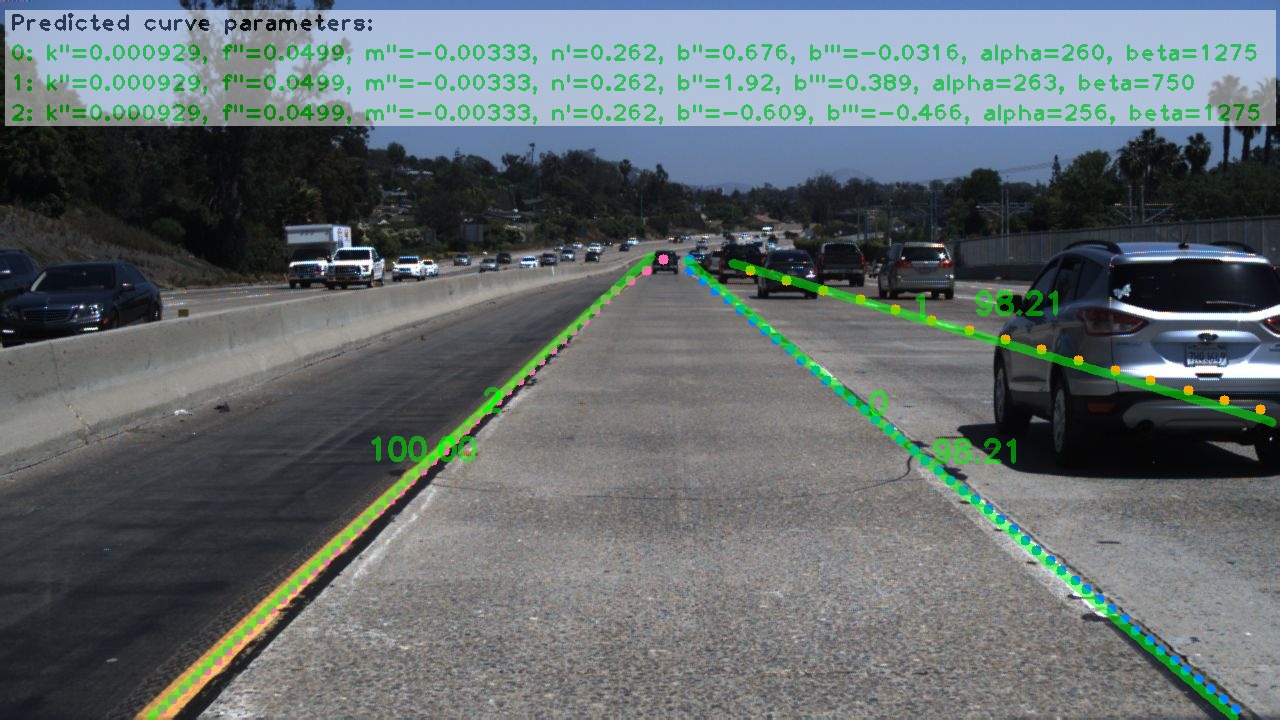 Predicted curve parameters:
0: k''=0.000929, f''=0.0499, m''=-0.00333, n'=0.262, b''=0.676, b'''=-0.0316, alpha=260, beta=1275
1: k''=0.000929, f''=0.0499, m''=-0.00333, n'=0.262, b''=1.92, b'''=0.389, alpha=263, beta=750
2: k''=0.000929, f''=0.0499, m''=-0.00333, n'=0.262, b''=-0.609, b'''=-0.466, alpha=256, beta=1275
1 98.21
2 0
100.00 98.21